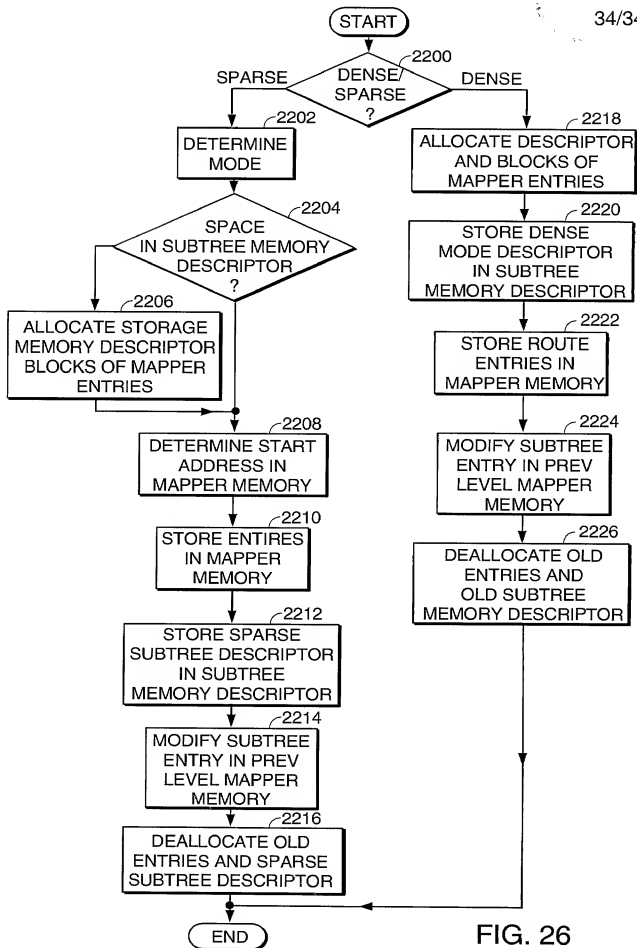 START
34/34
2200
SPARSE
DENSE
DENSE/
SPARSE
?
2202
DETERMINE
MODE
2204
SPACE
IN SUBTREE MEMORY
DESCRIPTOR
?
2206
ALLOCATE STORAGE
MEMORY DESCRIPTOR
BLOCKS OF MAPPER
ENTRIES
2208
DETERMINE START
ADDRESS IN
MAPPER MEMORY
2210
STORE ENTIRES
IN MAPPER
MEMORY
2212
STORE SPARSE
SUBTREE DESCRIPTOR
IN SUBTREE
MEMORY DESCRIPTOR
2214
MODIFY SUBTREE
ENTRY IN PREV
LEVEL MAPPER
MEMORY
2216
DEALLOCATE OLD
ENTRIES AND SPARSE
SUBTREE DESCRIPTOR
2218
ALLOCATE DESCRIPTOR
AND BLOCKS OF
MAPPER ENTRIES
2220
STORE DENSE
MODE DESCRIPTOR
IN SUBTREE
MEMORY DESCRIPTOR
2222
STORE ROUTE
ENTRIES IN
MAPPER MEMORY
2224
MODIFY SUBTREE
ENTRY IN PREV
LEVEL MAPPER
MEMORY
2226
DEALLOCATE OLD
ENTRIES AND
OLD SUBTREE
MEMORY DESCRIPTOR
END
FIG. 26